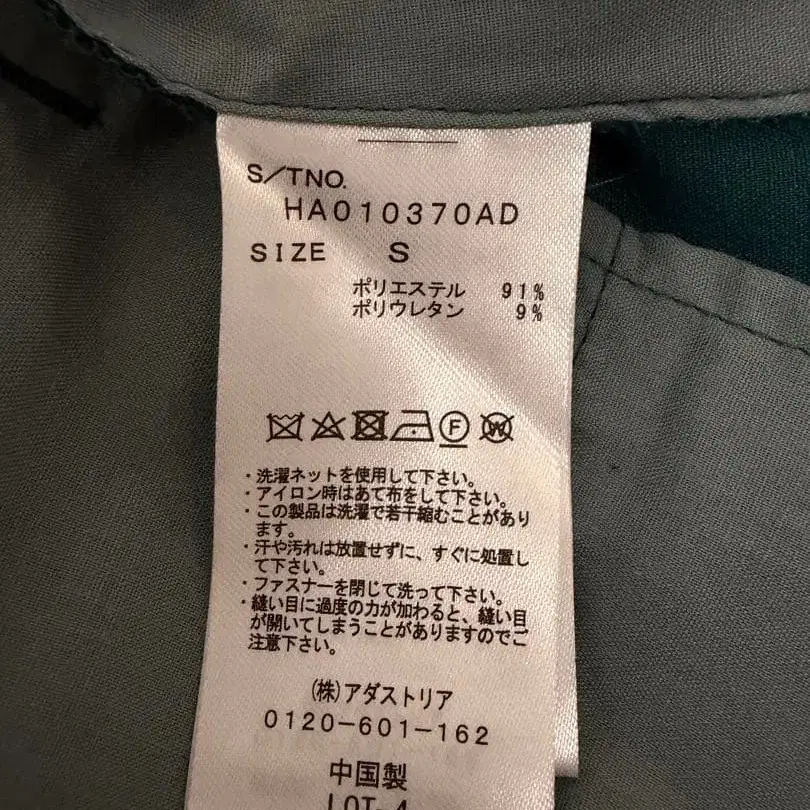 S/TNO.
HA010370AD
SIZE S
ポリエステル 91%
ポリウレタン 9%
F W
・洗濯ネットを使用して下さい。
・アイロン時はあて布をして下さい。
・この製品は洗濯で若干縮むことがあり
ます。
・汗や汚れは放置せずに、すぐに処置し
て下さい。
・ファスナーを閉じて洗って下さい。
・縫い目に過度の力が加わると、縫い目
が開いてしまうことがありますのでご
注意下さい。
(株)アダストリア
0120-601-162
中国製
LOT-4